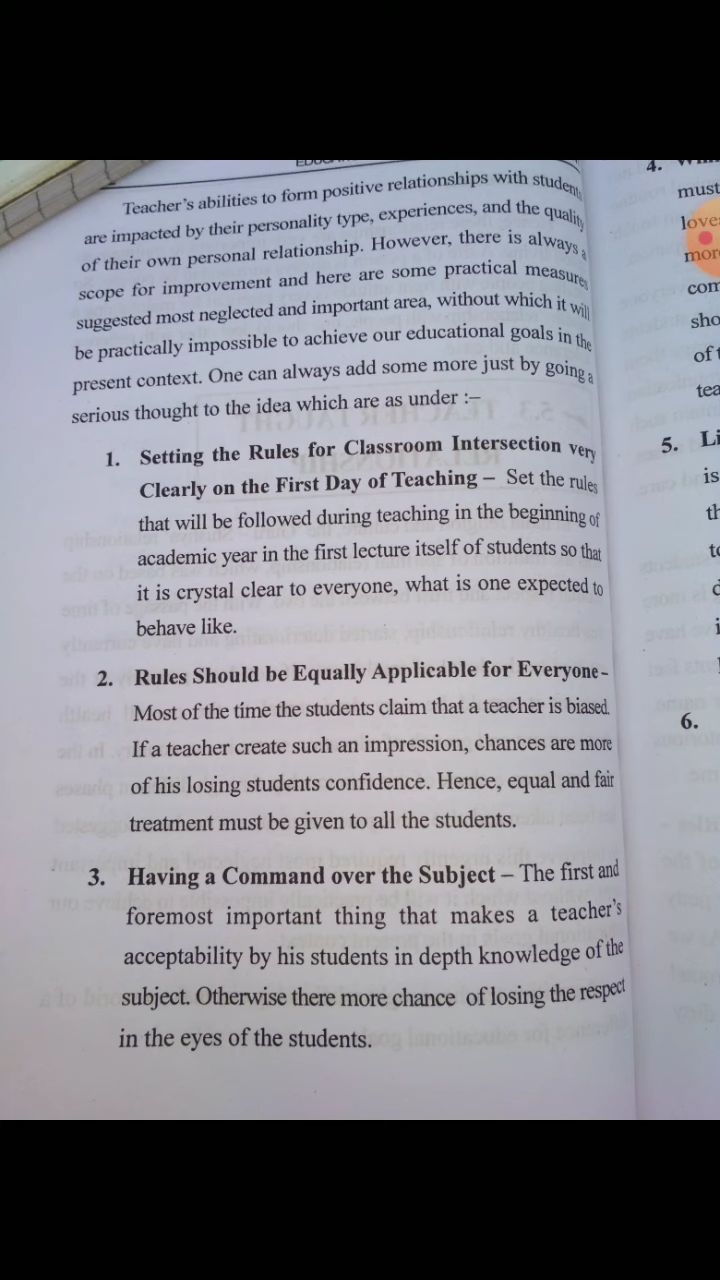 Teacher's abilities to form positive relationships with students
are impacted by their personality type, experiences, and the quality
of their own personal relationship. However, there is always a
scope for improvement and here are some practical measures
suggested most neglected and important area, without which it will
be practically impossible to achieve our educational goals in the
present context. One can always add some more just by going a
serious thought to the idea which are as under :–
1. Setting the Rules for Classroom Intersection very
Clearly on the First Day of Teaching – Set the rules
that will be followed during teaching in the beginning of
academic year in the first lecture itself of students so that
it is crystal clear to everyone, what is one expected to
behave like.
2. Rules Should be Equally Applicable for Everyone -
Most of the time the students claim that a teacher is biased.
If a teacher create such an impression, chances are more
of his losing students confidence. Hence, equal and fair
treatment must be given to all the students.
3. Having a Command over the Subject – The first and
foremost important thing that makes a teacher's
acceptability by his students in depth knowledge of the
subject. Otherwise there more chance of losing the respect
in the eyes of the students.
4.
must
love
more
com
sho
of t
tea
5. Li
is
th
to
6.